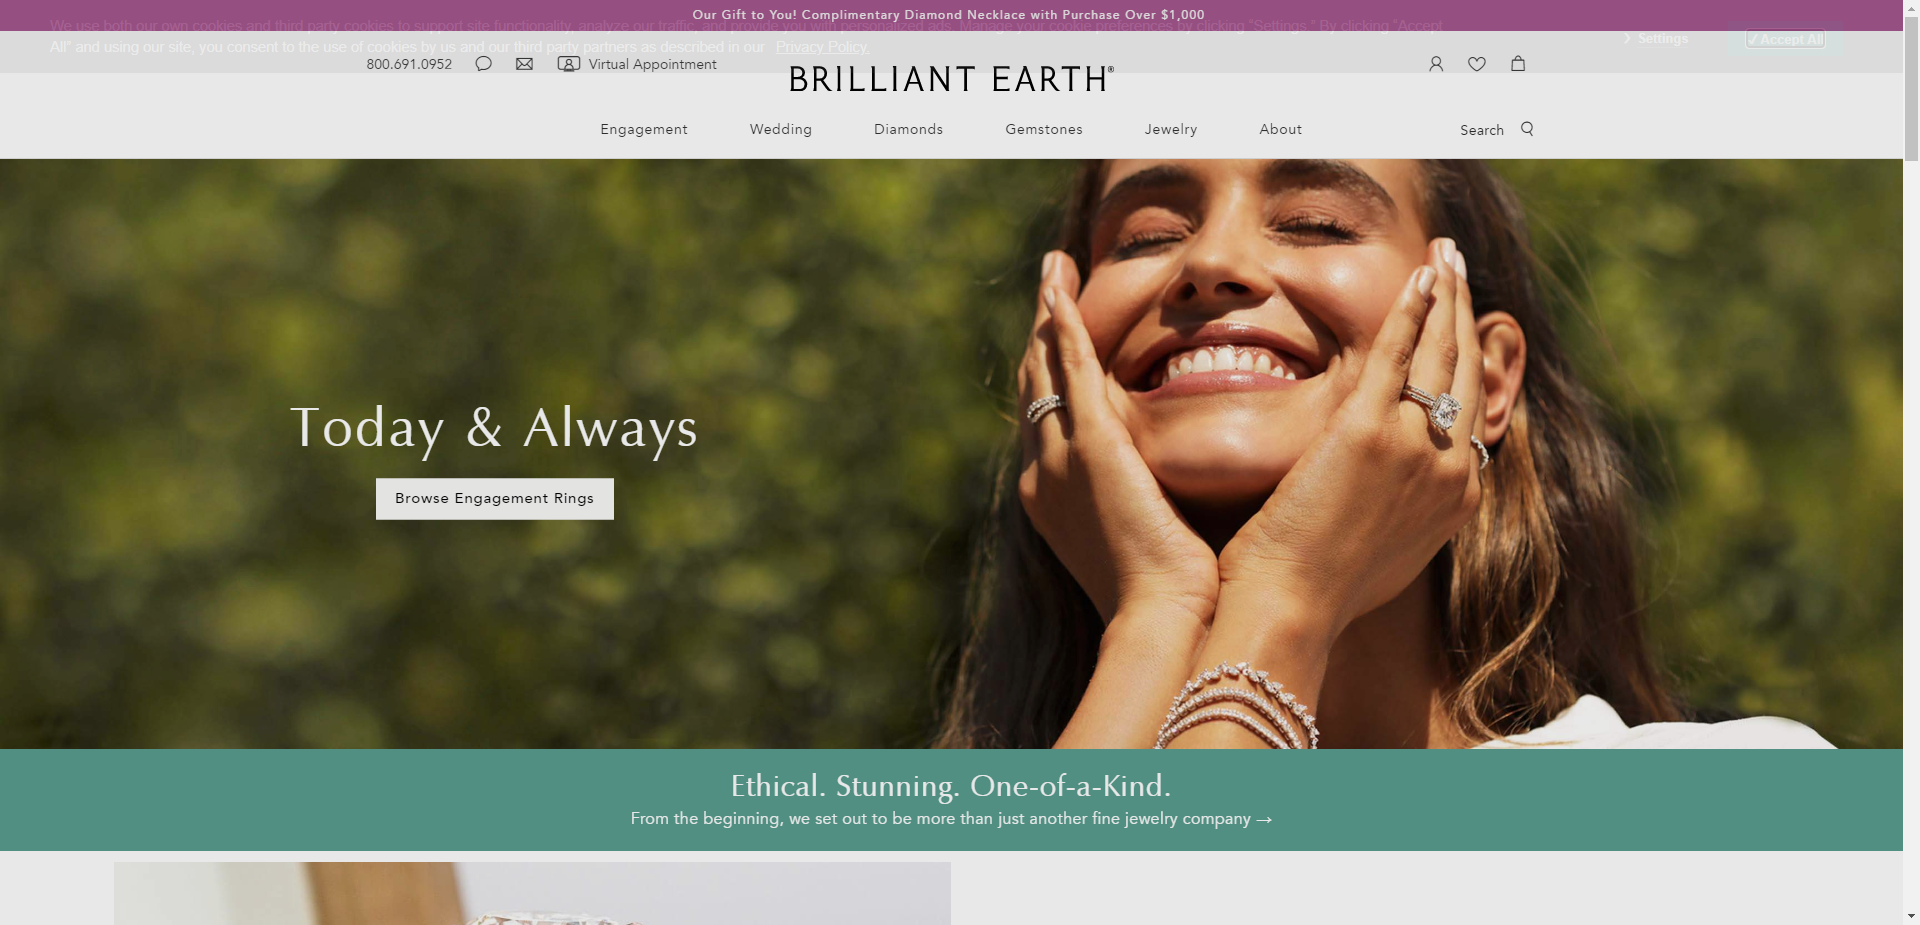 Our Gift to You! Complimentary Diamond Necklace with Purchase Over $1,000
We use both our own cookies and third party cookies to support site functionality, analyze our traffic, and provide you with personalized ads. Manage your cookie preferences by clicking "Settings." By clicking "Accept
All" and using our site, you consent to the use of cookies by us and our third party partners as described in our Privacy Policy.
Settings
✓ Accept All
800.691.0952
Virtual Appointment
BRILLIANT EARTH®
Engagement
Wedding
Diamonds
Gemstones
Jewelry
About
Search
Today & Always
Browse Engagement Rings
Ethical. Stunning. One-of-a-Kind.
From the beginning, we set out to be more than just another fine jewelry company →